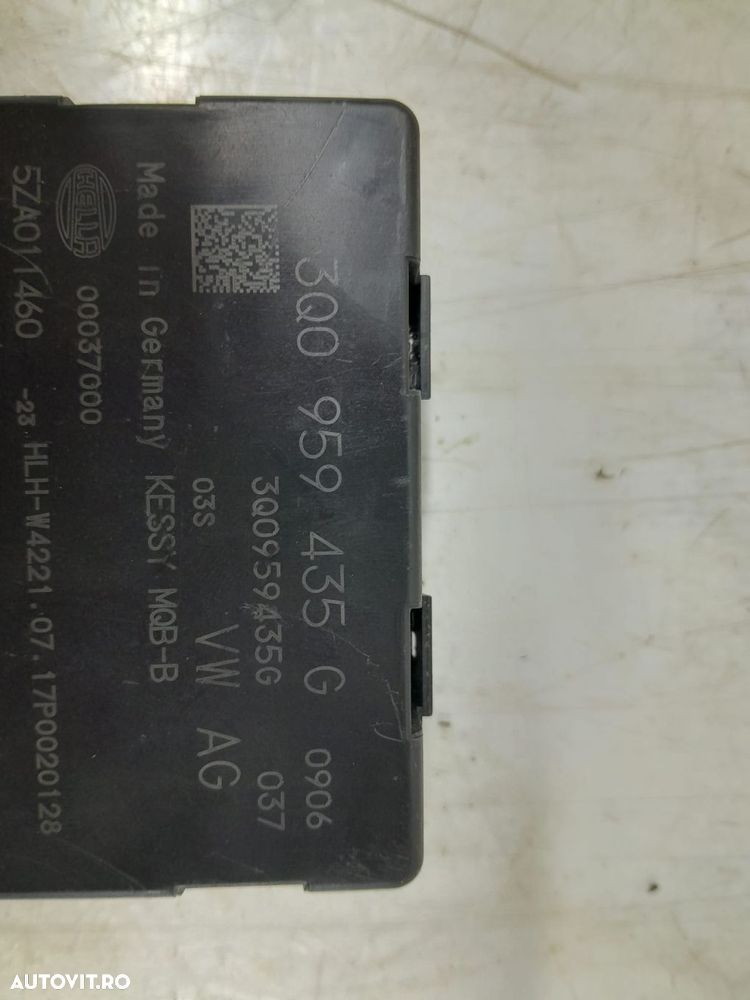 3Q0 959 435 G 0906
3Q0959435G 037
03S VW AG
Made in Germany KESSY MQB-B
HELLA 00037000
-23 HLH-W4221.07.17P0020128
5ZA011460
AUTOVIT.RO